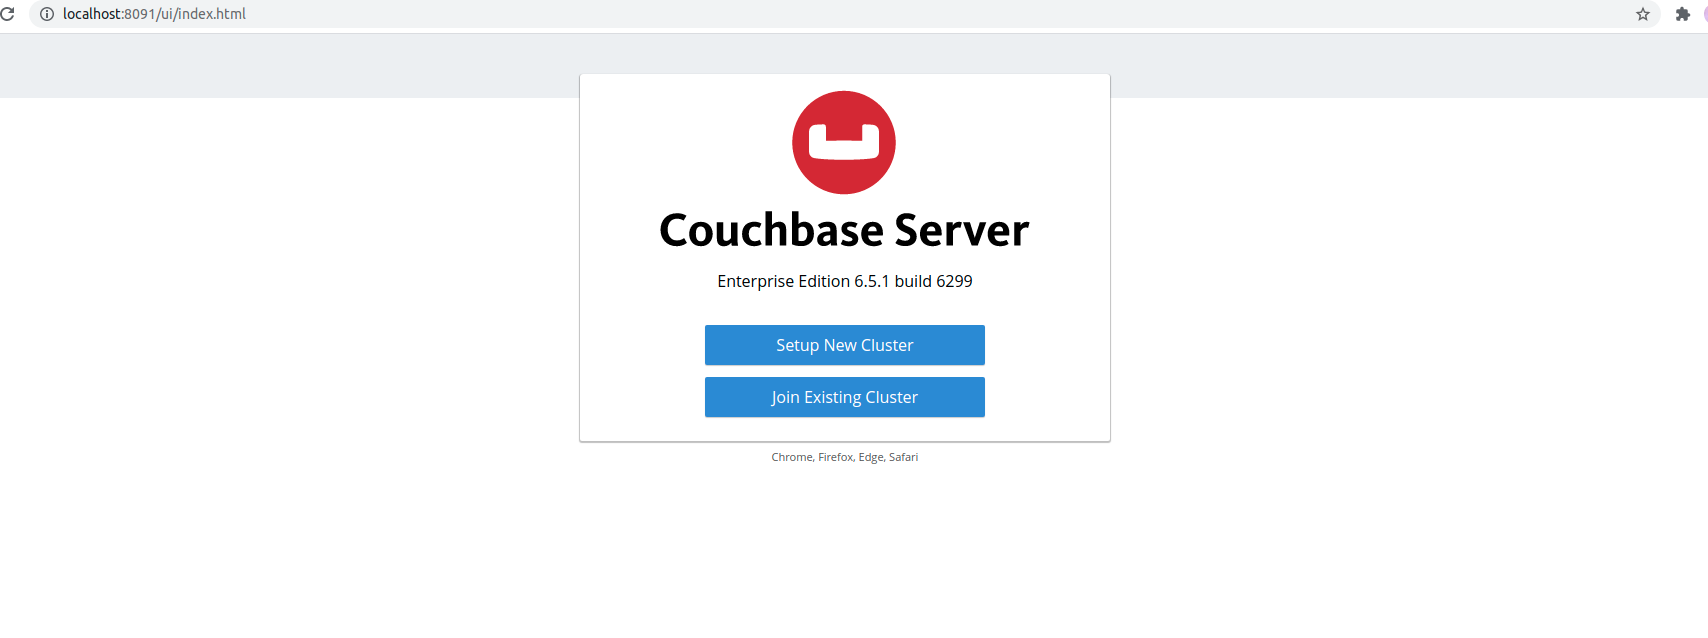 localhost:8091/ui/index.html
Couchbase Server
Enterprise Edition 6.5.1 build 6299
Setup New Cluster
Join Existing Cluster
Chrome, Firefox, Edge, Safari